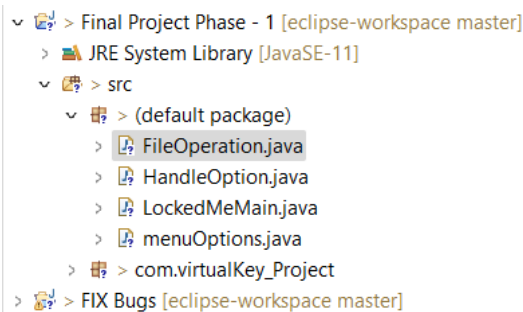 > Final Project Phase - 1 [eclipse-workspace master]
JRE System Library [JavaSE-11]
> src
> (default package)
FileOperation.java
HandleOption.java
LockedMeMain.java
menuOptions.java
> com.virtualKey_Project
> FIX Bugs [eclipse-workspace master]